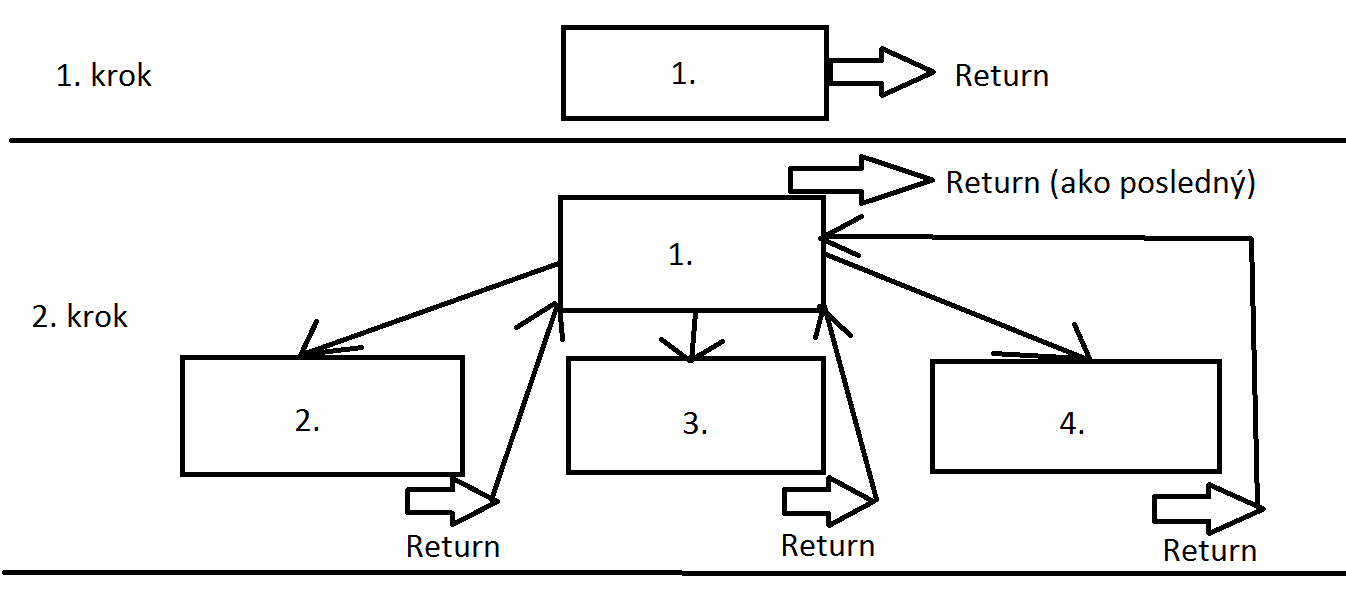 1. krok
1.
Return
Return (ako posledný)
1.
2. krok
2.
3.
4.
Return
Return
Return